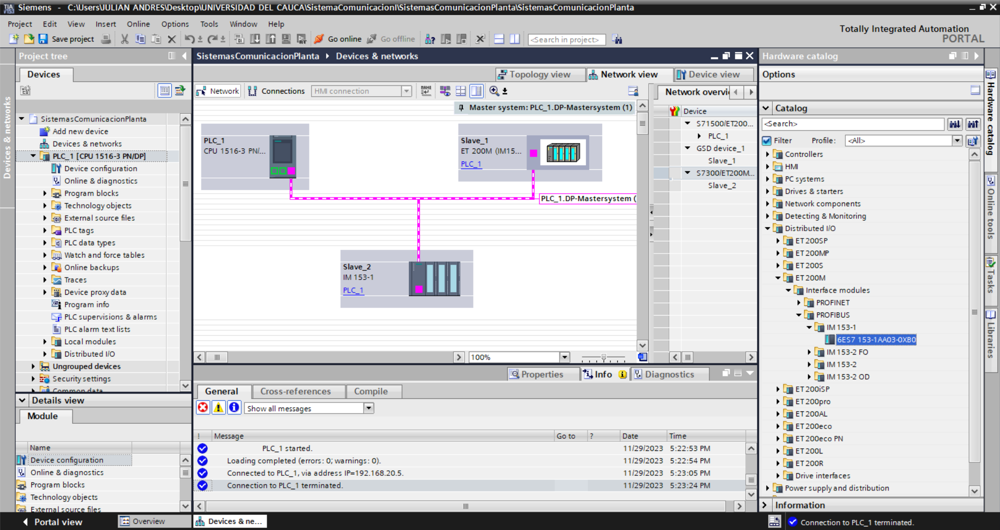 Siemens - C:\Users\JULIAN ANDRES\Desktop\UNIVERSIDAD DEL CAUCA\SistemaComunicacionI\SistemasComunicacionPlanta\SistemasComunicacionPlanta
Project Edit View Insert Online Options Tools Window Help
Totally Integrated Automation
PORTAL
Save project
Go online
Go offline
<Search in project>
Project tree
Devices
Devices & networks
SistemasComunicacionPlanta
Add new device
Devices & networks
PLC_1 [CPU 1516-3 PN/DP]
Device configuration
Online & diagnostics
Program blocks
Technology objects
External source files
PLC tags
PLC data types
Watch and force tables
Online backups
Traces
Device proxy data
Program info
PLC supervisions & alarms
PLC alarm text lists
Local modules
Distributed I/O
Ungrouped devices
Security settings
Common data
Details view
Module
Name
Device configuration
Online & diagnostics
Program blocks
Technology objects
External source files
SistemasComunicacionPlanta Devices & networks
Topology view
Network view
Device view
Network
Connections
HMI connection
Master system: PLC_1.DP-Mastersystem (1)
PLC_1
CPU 1516-3 PN/...
Slave_1
ET 200M (IM15...
PLC_1
PLC_1.DP-Mastersystem (
Slave_2
IM 153-1
PLC_1
100%
Network overvi
Device
S71500/ET200...
PLC_1
GSD device_1
Slave_1
S7300/ET200M...
Slave_2
Properties
Info
Diagnostics
General
Cross-references
Compile
Show all messages
! Message Go to ? Date Time
PLC_1 started. 11/29/2023 5:22:53 PM
Loading completed (errors: 0; warnings: 0). 11/29/2023 5:22:54 PM
Connected to PLC_1, via address IP=192.168.20.5. 11/29/2023 5:23:05 PM
Connection to PLC_1 terminated. 11/29/2023 5:23:24 PM
Hardware catalog
Options
Catalog
<Search>
Filter Profile: <All>
Controllers
HMI
PC systems
Drives & starters
Network components
Detecting & Monitoring
Distributed I/O
ET 200SP
ET 200MP
ET 200S
ET 200M
Interface modules
PROFINET
PROFIBUS
IM 153-1
6ES7 153-1AA03-0XB0
IM 153-2 FO
IM 153-2
IM 153-2 OD
ET 200iSP
ET 200pro
ET 200AL
ET 200eco
ET 200eco PN
ET 200L
ET 200R
Drive interfaces
Power supply and distribution
Information
Hardware catalog
Online tools
Tasks
Libraries
Portal view
Overview
Devices & ne...
Connection to PLC_1 terminated.